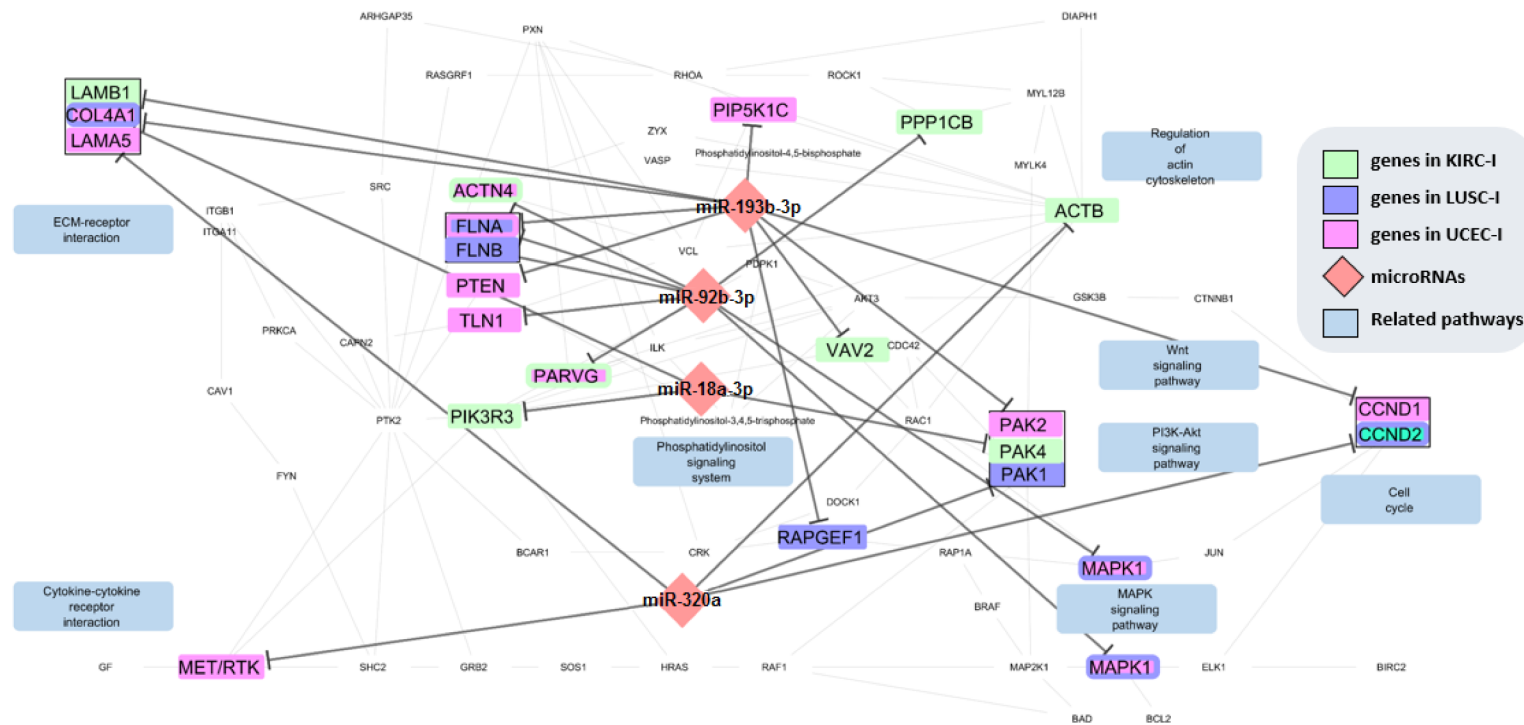 ARHGAP35
DIAPH1
PXN
RASGRF1
RHOA
ROCK1
LAMB1
COL4A1
LAMA5
MYL12B
PIP5K1C
PPP1CB
ZYX
VASP
Phosphatidylinositol-4,5-bisphosphate
MYLK4
Regulation
of
actin
cytoskeleton
genes in KIRC-I
genes in LUSC-I
genes in UCEC-I
microRNAs
Related pathways
SRC
ACTN4
miR-193b-3p
ACTB
ITGB1
ITGA11
ECM-receptor
interaction
FLNA
FLNB
VCL
PDPK1
PTEN
miR-92b-3p
AKT3
GSK3B
CTNNB1
TLN1
PRKCA
CAPN2
ILK
VAV2
CDC42
Wnt
signaling
pathway
PARVG
miR-18a-3p
CAV1
PTK2
PIK3R3
Phosphatidylinositol-3,4,5-trisphosphate
RAC1
PAK2
PAK4
PAK1
CCND1
CCND2
PI3K-Akt
signaling
pathway
Phosphatidylinositol
signaling
system
FYN
DOCK1
Cell
cycle
RAPGEF1
BCAR1
CRK
RAP1A
JUN
MAPK1
Cytokine-cytokine
receptor
interaction
miR-320a
BRAF
MAPK
signaling
pathway
GF
MET/RTK
SHC2
GRB2
SOS1
HRAS
RAF1
MAP2K1
MAPK1
ELK1
BIRC2
BAD
BCL2